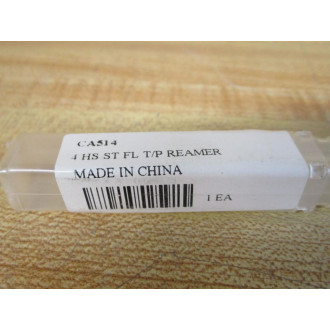 CA514
4 HS ST FL T/P REAMER
MADE IN CHINA
1 EA